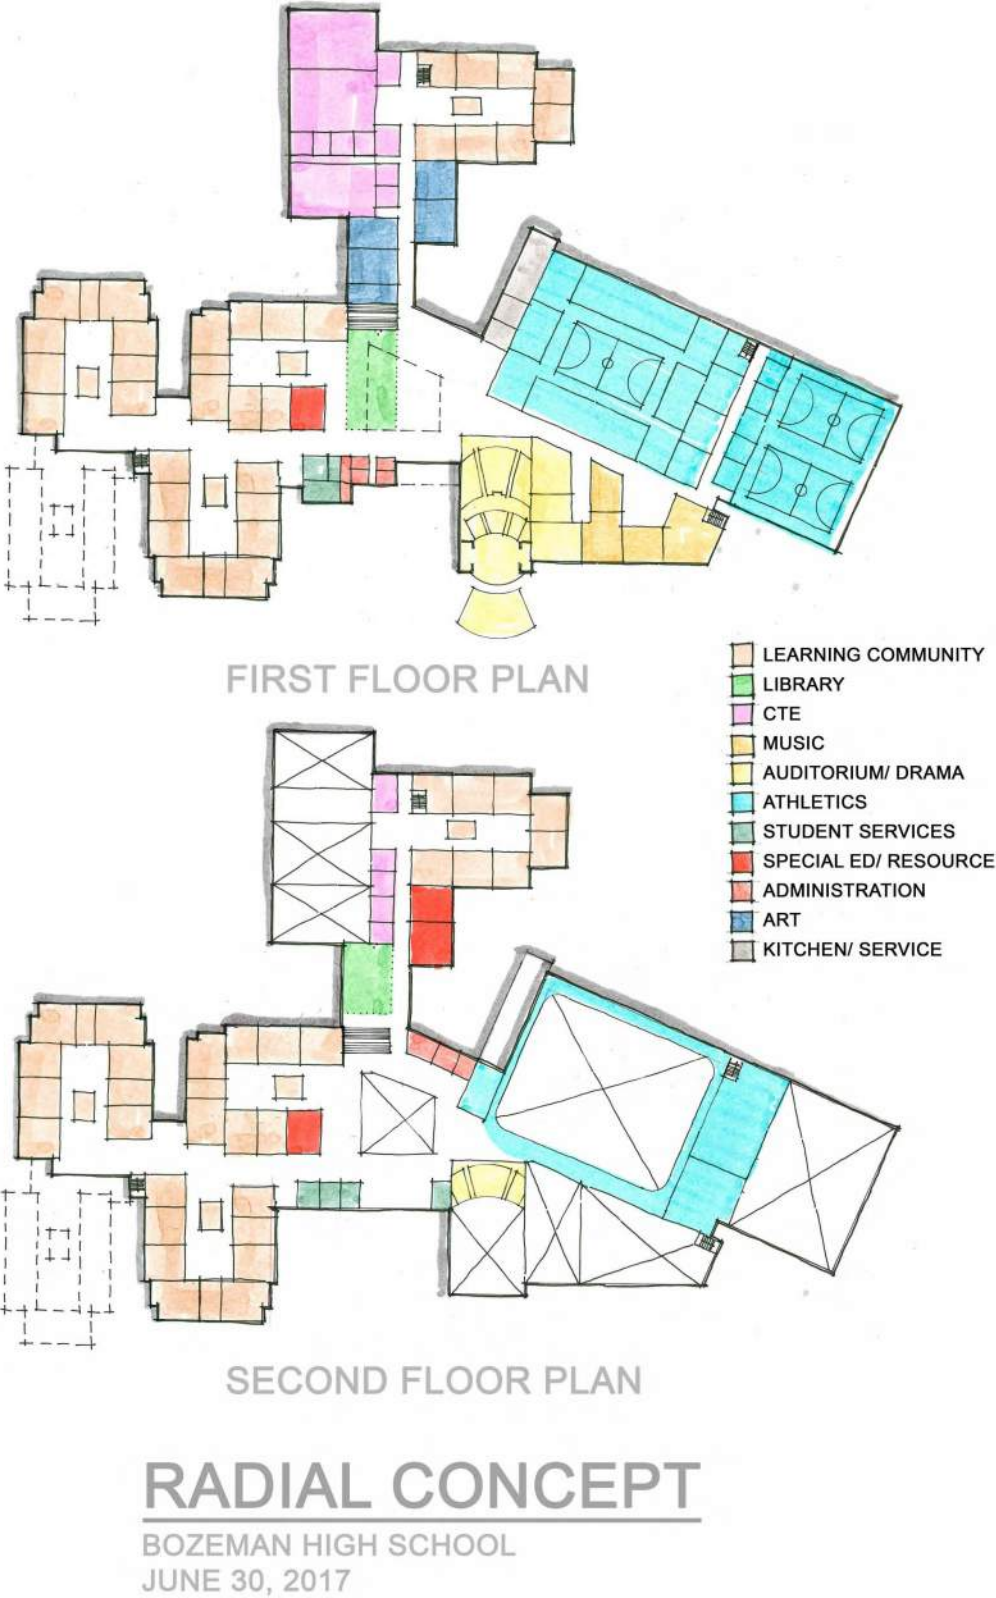 FIRST FLOOR PLAN
LEARNING COMMUNITY
LIBRARY
CTE
MUSIC
AUDITORIUM/ DRAMA
ATHLETICS
STUDENT SERVICES
SPECIAL ED/ RESOURCE
ADMINISTRATION
ART
KITCHEN/ SERVICE
SECOND FLOOR PLAN
RADIAL CONCEPT
BOZEMAN HIGH SCHOOL
JUNE 30, 2017